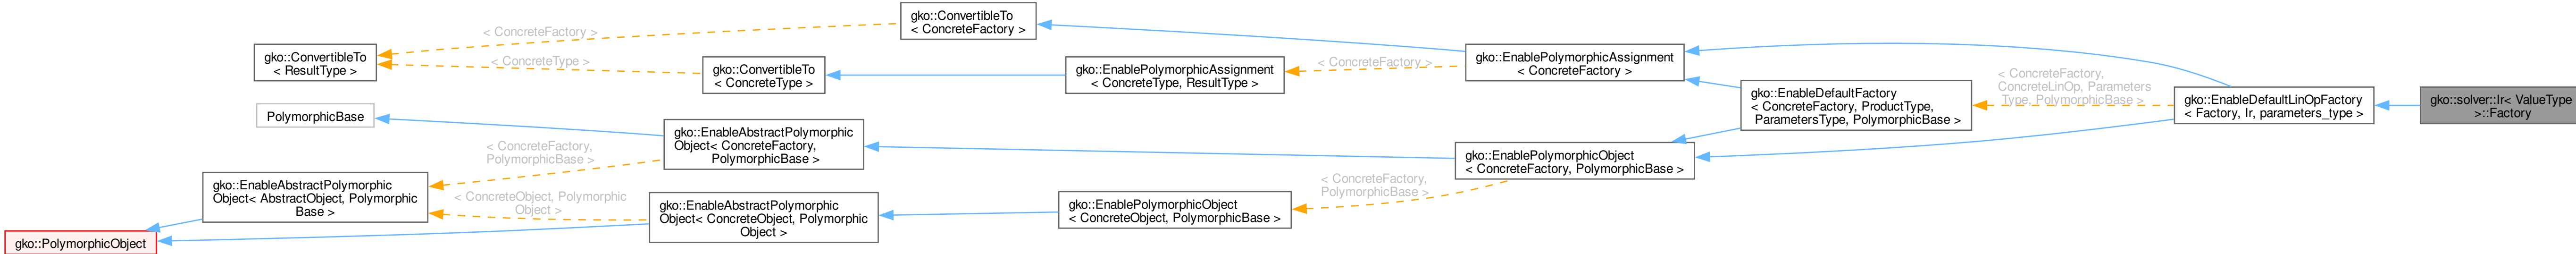 gko::ConvertibleTo
< ConcreteFactory >
< ConcreteFactory >
gko::ConvertibleTo
< ResultType >
< ConcreteType >
gko::ConvertibleTo
< ConcreteType >
gko::EnablePolymorphicAssignment
< ConcreteType, ResultType >
< ConcreteFactory >
gko::EnablePolymorphicAssignment
< ConcreteFactory >
gko::EnableDefaultFactory
< ConcreteFactory, ProductType,
ParametersType, PolymorphicBase >
< ConcreteFactory,
ConcreteLinOp, Parameters
Type, PolymorphicBase >
gko::EnableDefaultLinOpFactory
< Factory, Ir, parameters_type >
gko::solver::Ir< ValueType
>::Factory
PolymorphicBase
gko::EnableAbstractPolymorphic
Object< ConcreteFactory,
PolymorphicBase >
< ConcreteFactory,
PolymorphicBase >
gko::EnablePolymorphicObject
< ConcreteFactory, PolymorphicBase >
gko::EnableAbstractPolymorphic
Object< AbstractObject, Polymorphic
Base >
< ConcreteObject, Polymorphic
Object >
gko::EnableAbstractPolymorphic
Object< ConcreteObject, Polymorphic
Object >
gko::EnablePolymorphicObject
< ConcreteObject, PolymorphicBase >
< ConcreteFactory,
PolymorphicBase >
gko::PolymorphicObject